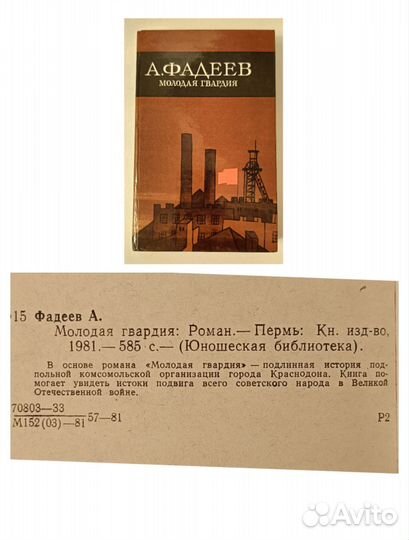 А.ФАДЕЕВ
МОЛОДАЯ ГВАРДИЯ
15 Фадеев А.
Молодая гвардия: Роман.— Пермь: Кн. изд-во,
1981.— 585 с.— (Юношеская библиотека).
В основе романа «Молодая гвардия» — подлинная история под-
польной комсомольской организации города Краснодона. Книга по-
могает увидеть истоки подвига всего советского народа в Великой
Отечественной войне.
70803—33
М152(03)—81 57—81 Р2
Avito